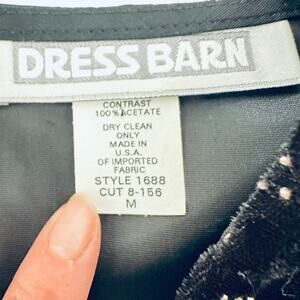 DRESS BARN
CONTRAST
100% ACETATE
DRY CLEAN
ONLY
MADE IN
U.S.A.
OF IMPORTED
FABRIC
STYLE 1688
CUT 8-156
M